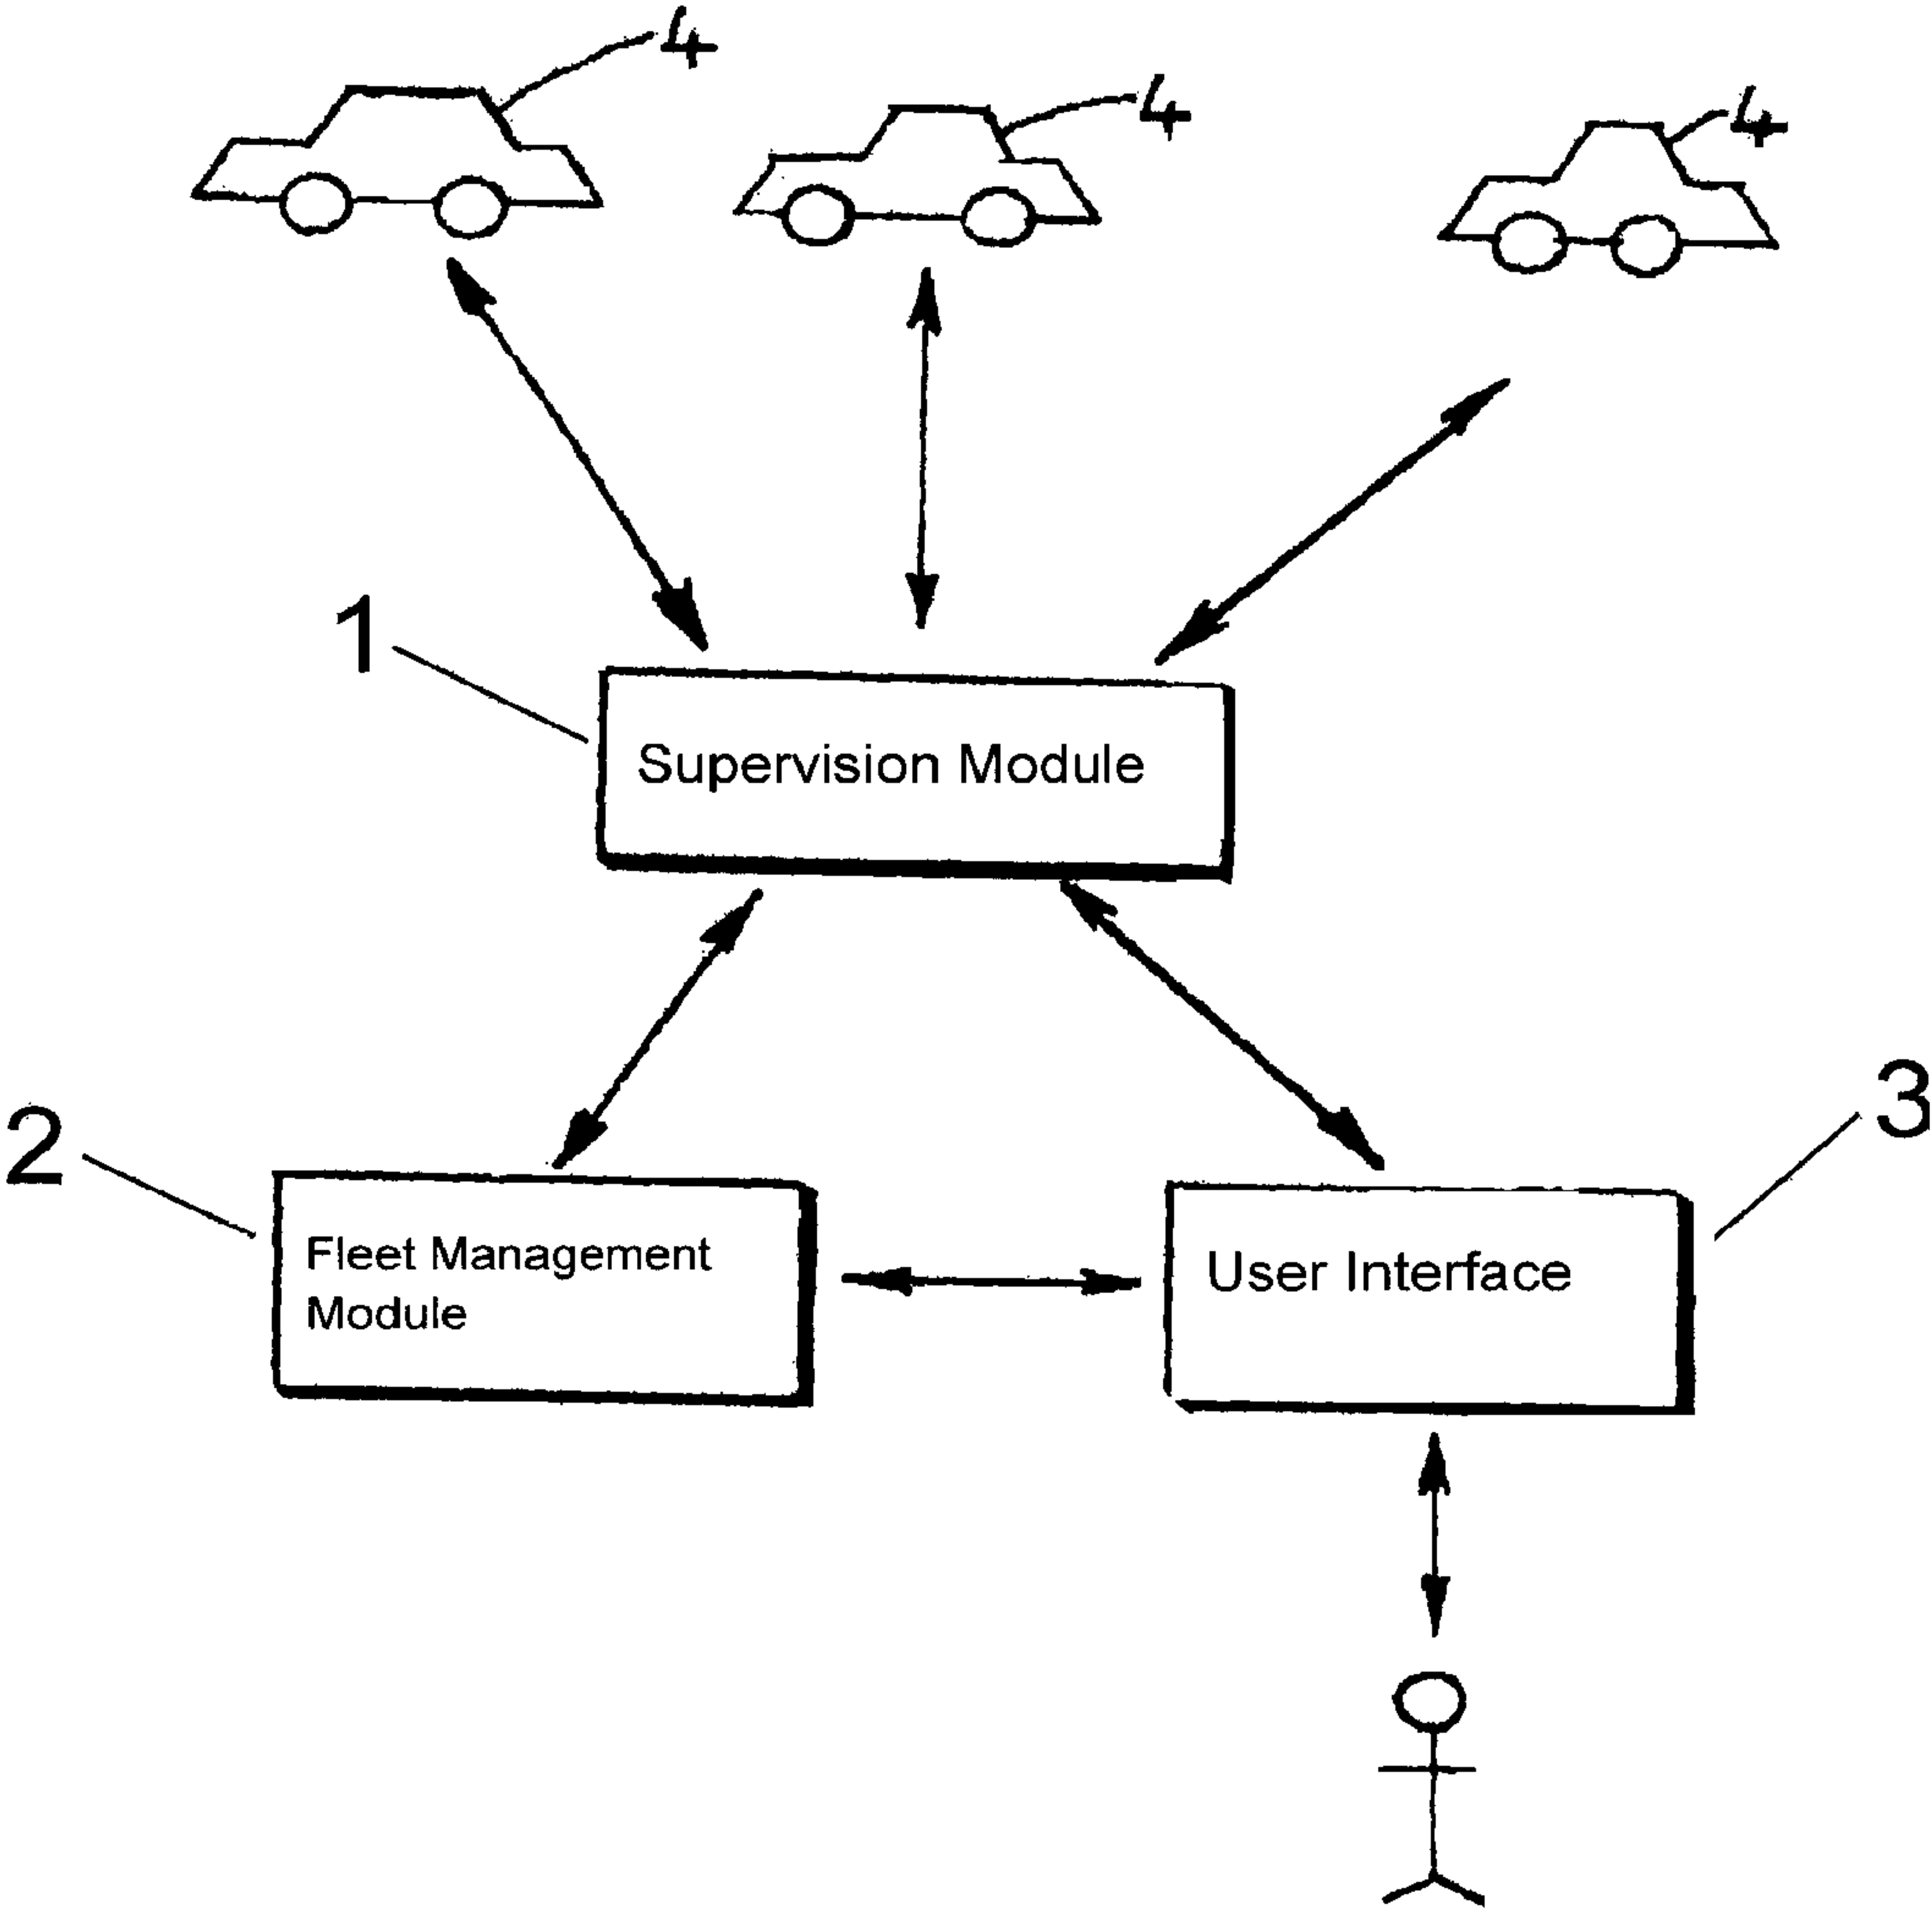 4
4
4
1
Supervision Module
2
3
Fleet Management
Module
User Interface